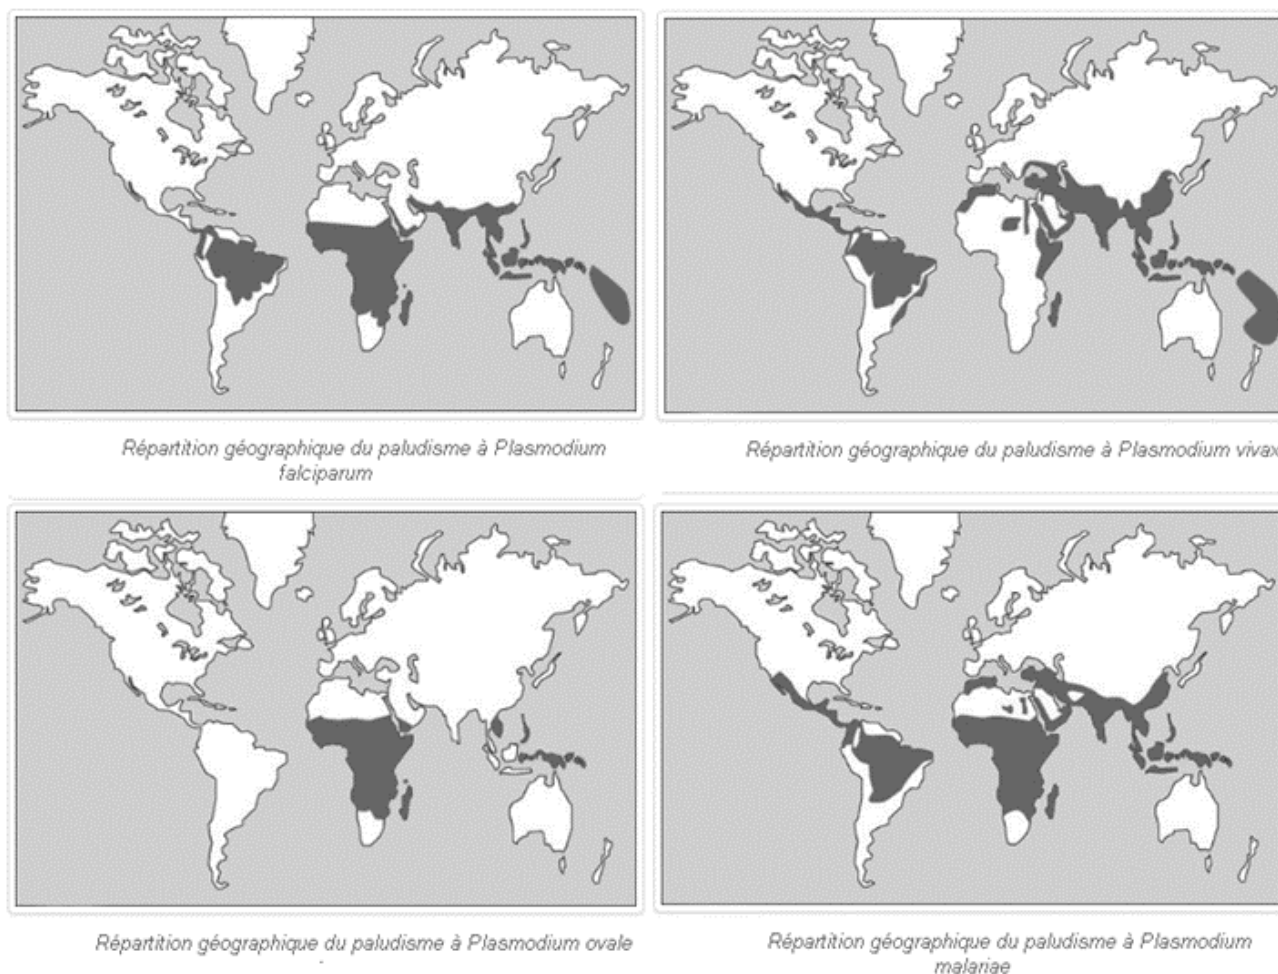 Répartition géographique du paludisme à Plasmodium
falciparum
Répartition géographique du paludisme à Plasmodium vivax
Répartition géographique du paludisme à Plasmodium ovale
Répartition géographique du paludisme à Plasmodium
malariae